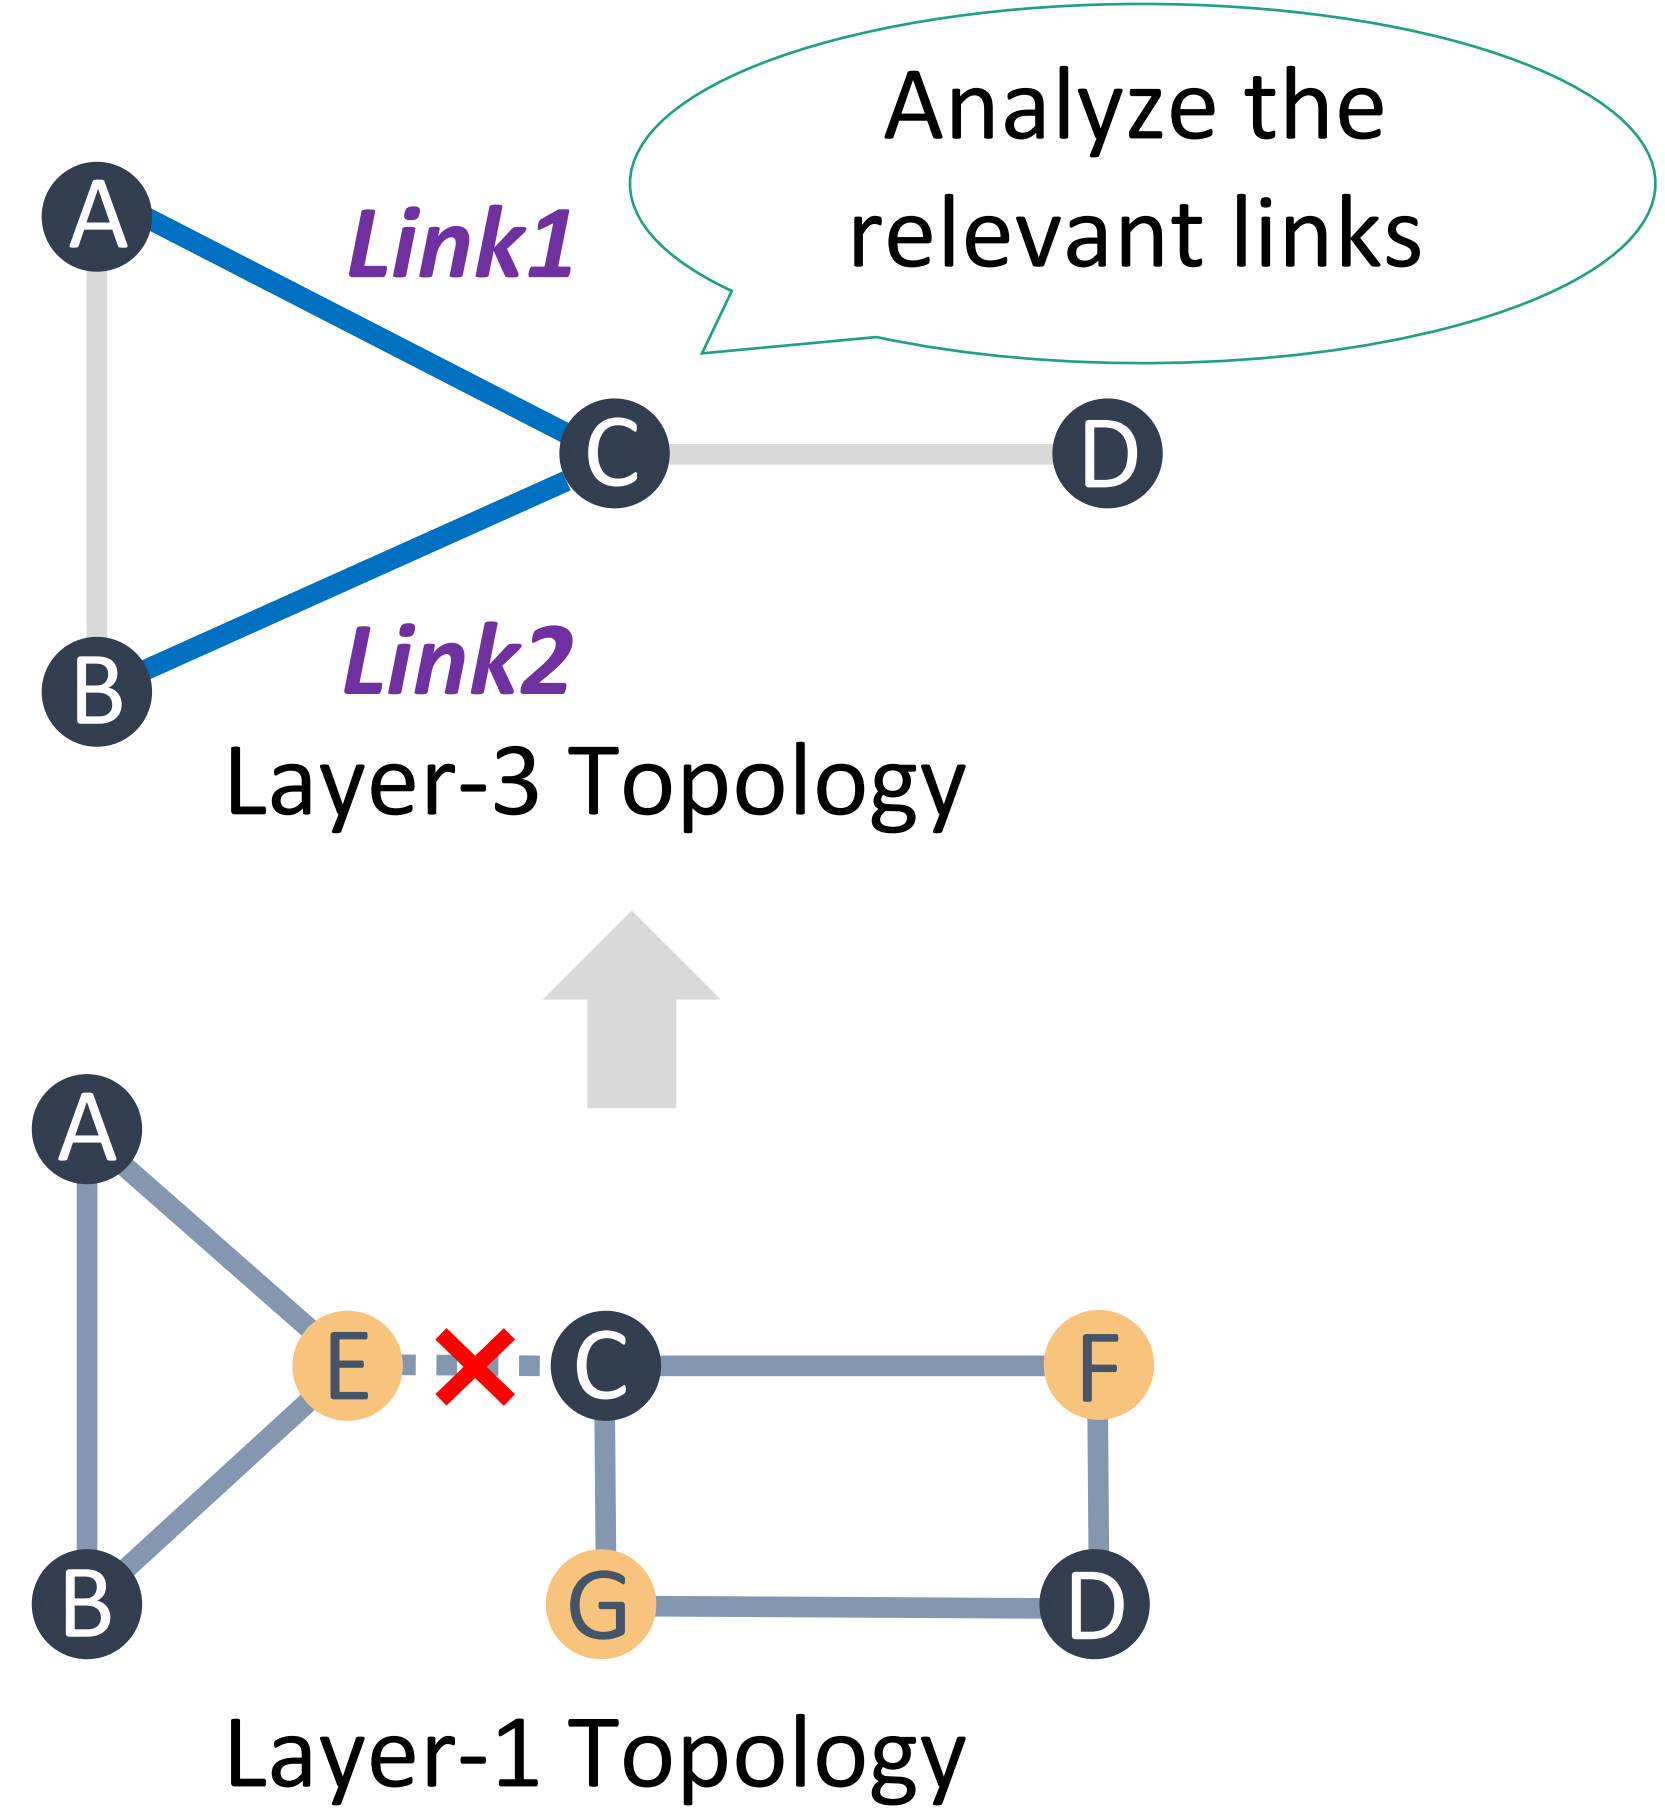 Analyze the
relevant links
A
Link1
C
D
B
Link2
Layer-3 Topology
A
E
C
F
B
G
D
Layer-1 Topology